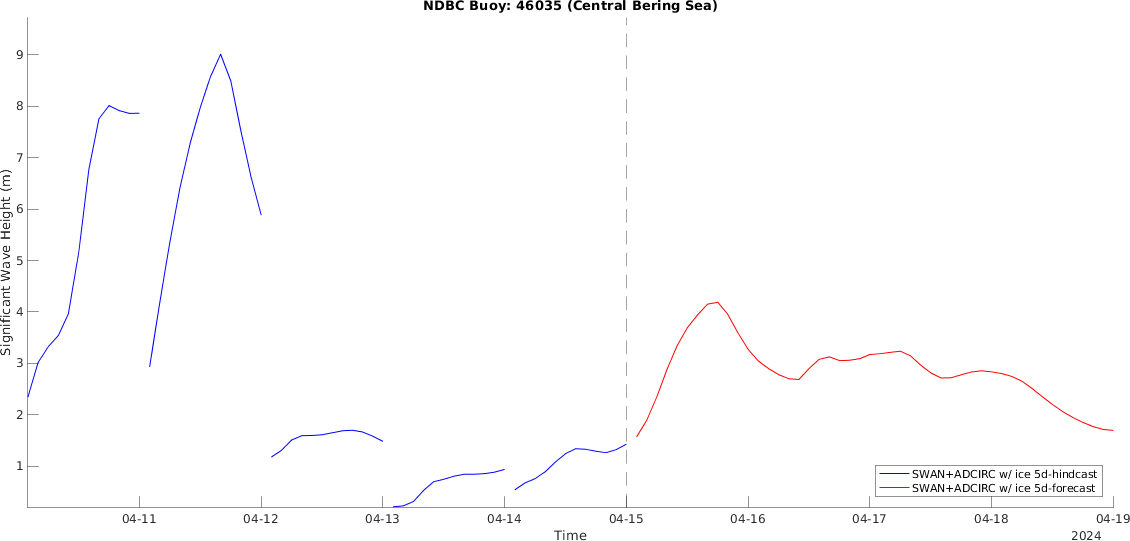 NDBC Buoy: 46035 (Central Bering Sea)
9
8
7
6
5
4
3
2
1
Significant Wave Height (m)
SWAN+ADCIRC w/ ice 5d-hindcast
SWAN+ADCIRC w/ ice 5d-forecast
04-11 04-12 04-13 04-14 04-15 04-16 04-17 04-18 04-19
Time
2024